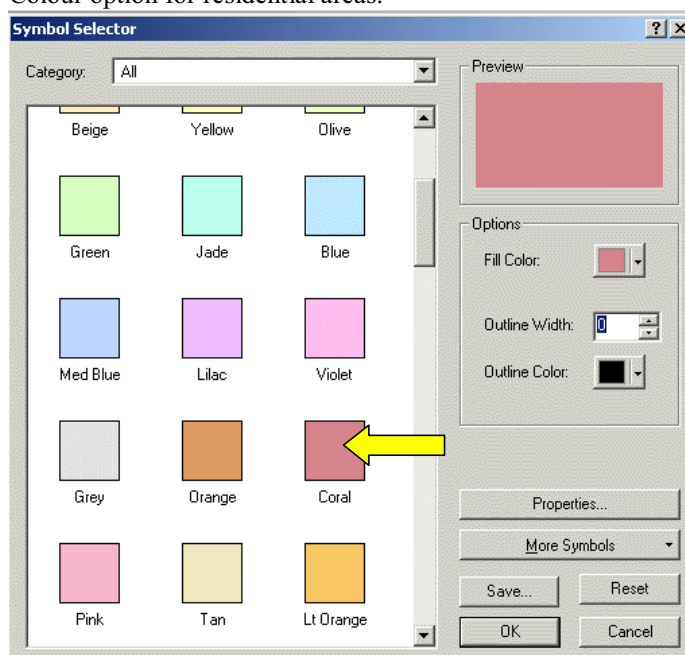 Colour option for residential areas.
Symbol Selector
Category: All
Beige Yellow Olive
Green Jade Blue
Med Blue Lilac Violet
Grey Orange Coral
Pink Tan Lt Orange
Preview
Options
Fill Color:
Outline Width: 0
Outline Color:
Properties...
More Symbols
Save... Reset
OK Cancel